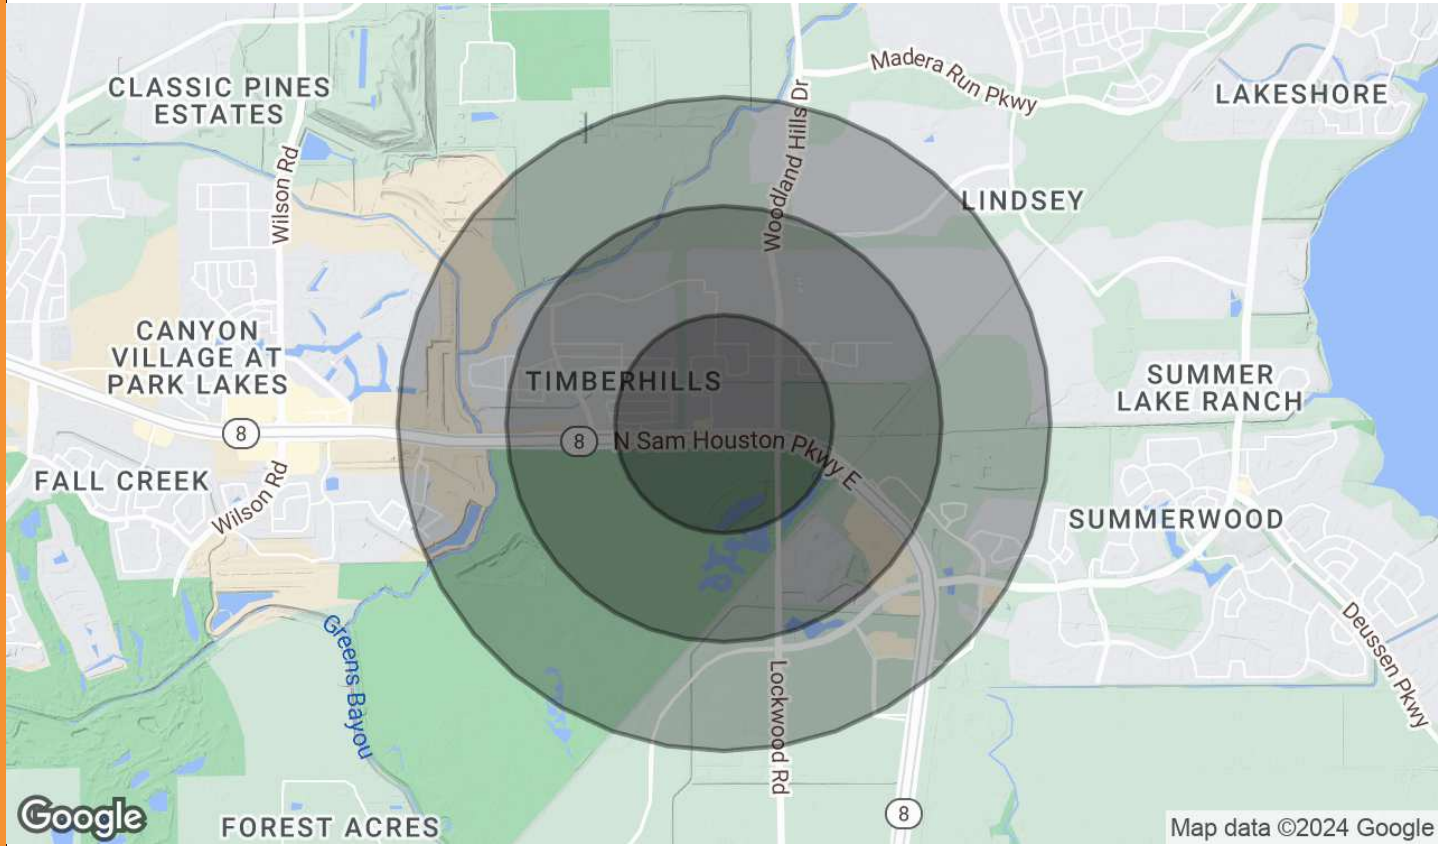 Madera Run Pkwy
Woodland Hills Dr
CLASSIC PINES
ESTATES
LAKESHORE
Wilson Rd
LINDSEY
CANYON
VILLAGE AT
PARK LAKES
TIMBERHILLS
SUMMER
LAKE RANCH
8
8
N Sam Houston Pkwy E
FALL CREEK
Wilson Rd
SUMMERWOOD
Greens Bayou
Lockwood Rd
Deussen Pkwy
8
Google
FOREST ACRES
Map data ©2024 Google